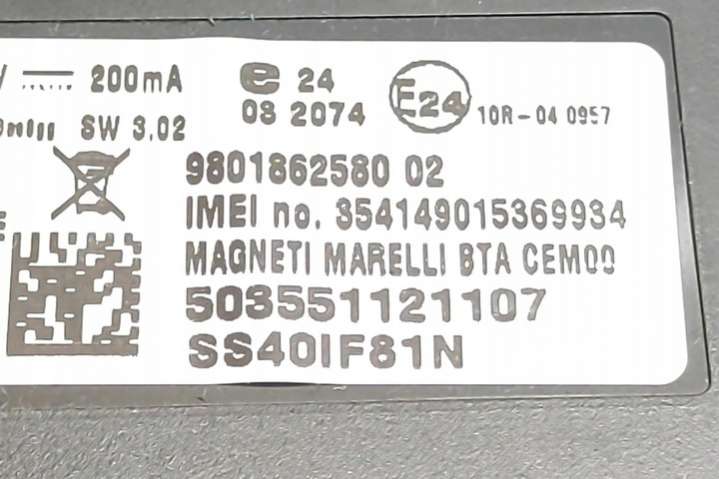 200mA e 24
08 2074 E24 10R-04 0957
SW 3.02
9801862580 02
IMEI no. 354149015369934
MAGNETI MARELLI BTA CEM00
503551121107
SS40IF81N